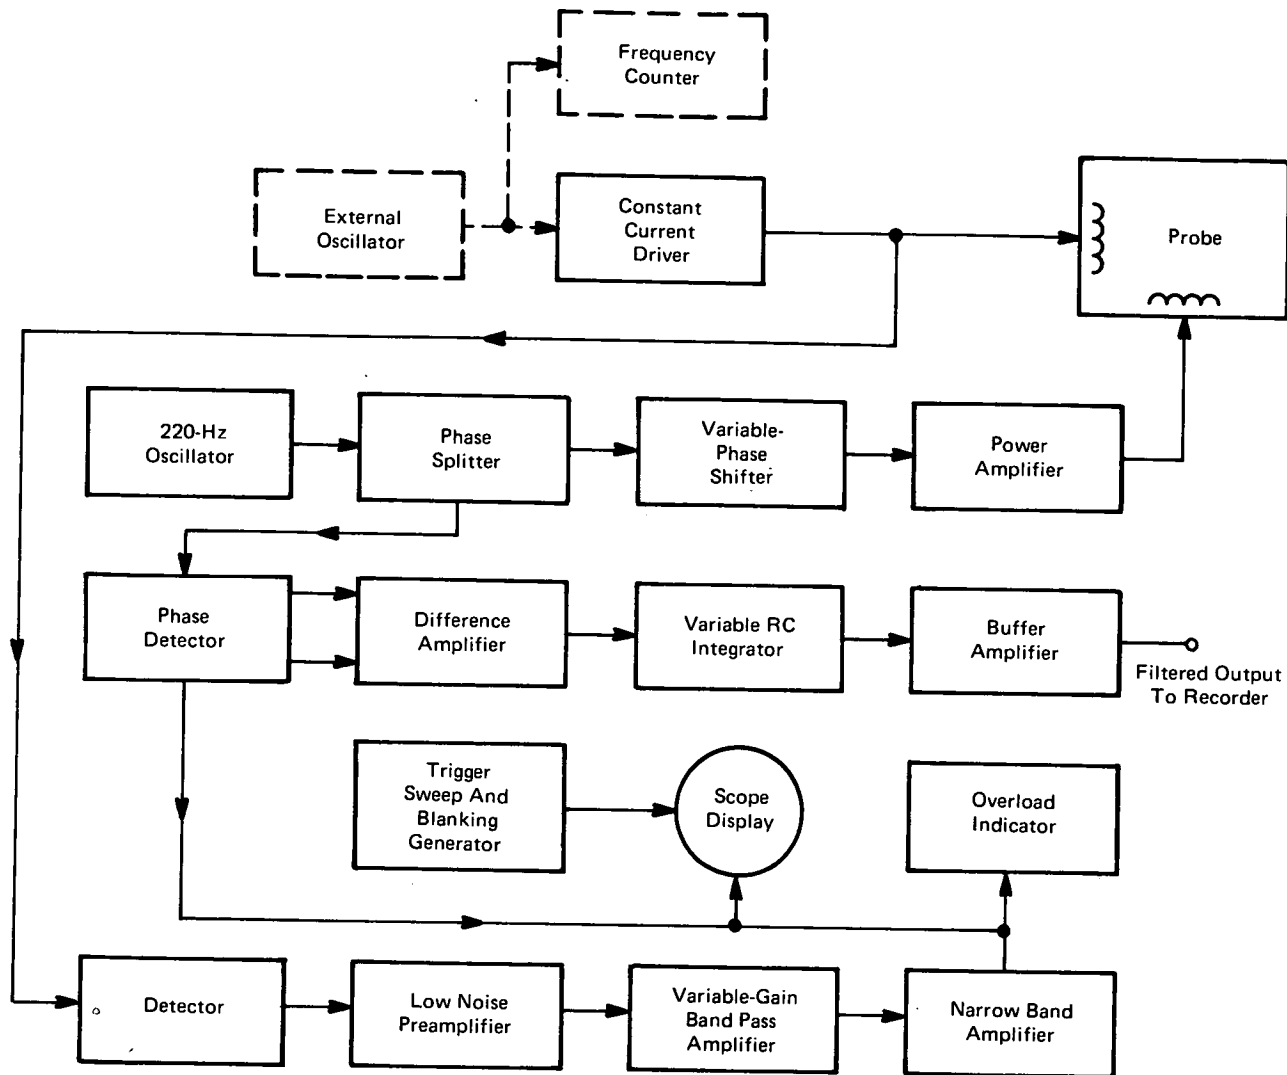 Frequency
Counter
External
Oscillator
Constant
Current
Driver
Probe
220-Hz
Oscillator
Phase
Splitter
Variable-
Phase
Shifter
Power
Amplifier
Phase
Detector
Difference
Amplifier
Variable RC
Integrator
Buffer
Amplifier
Filtered Output
To Recorder
Trigger
Sweep And
Blanking
Generator
Scope
Display
Overload
Indicator
Detector
Low Noise
Preamplifier
Variable-Gain
Band Pass
Amplifier
Narrow Band
Amplifier